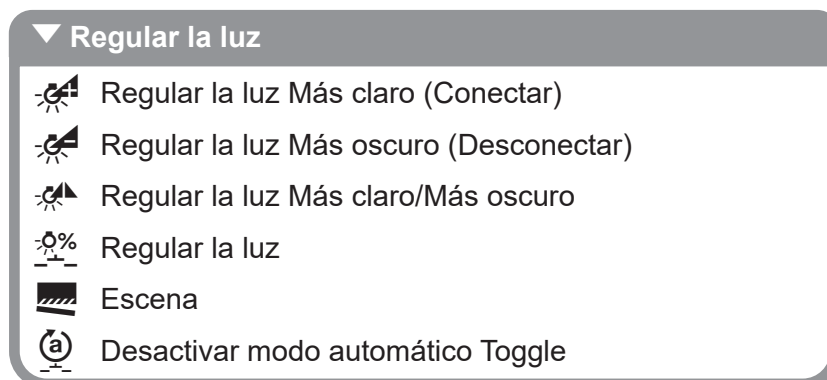 ▼ Regular la luz
Regular la luz Más claro (Conectar)
Regular la luz Más oscuro (Desconectar)
Regular la luz Más claro/Más oscuro
% Regular la luz
Escena
a Desactivar modo automático Toggle